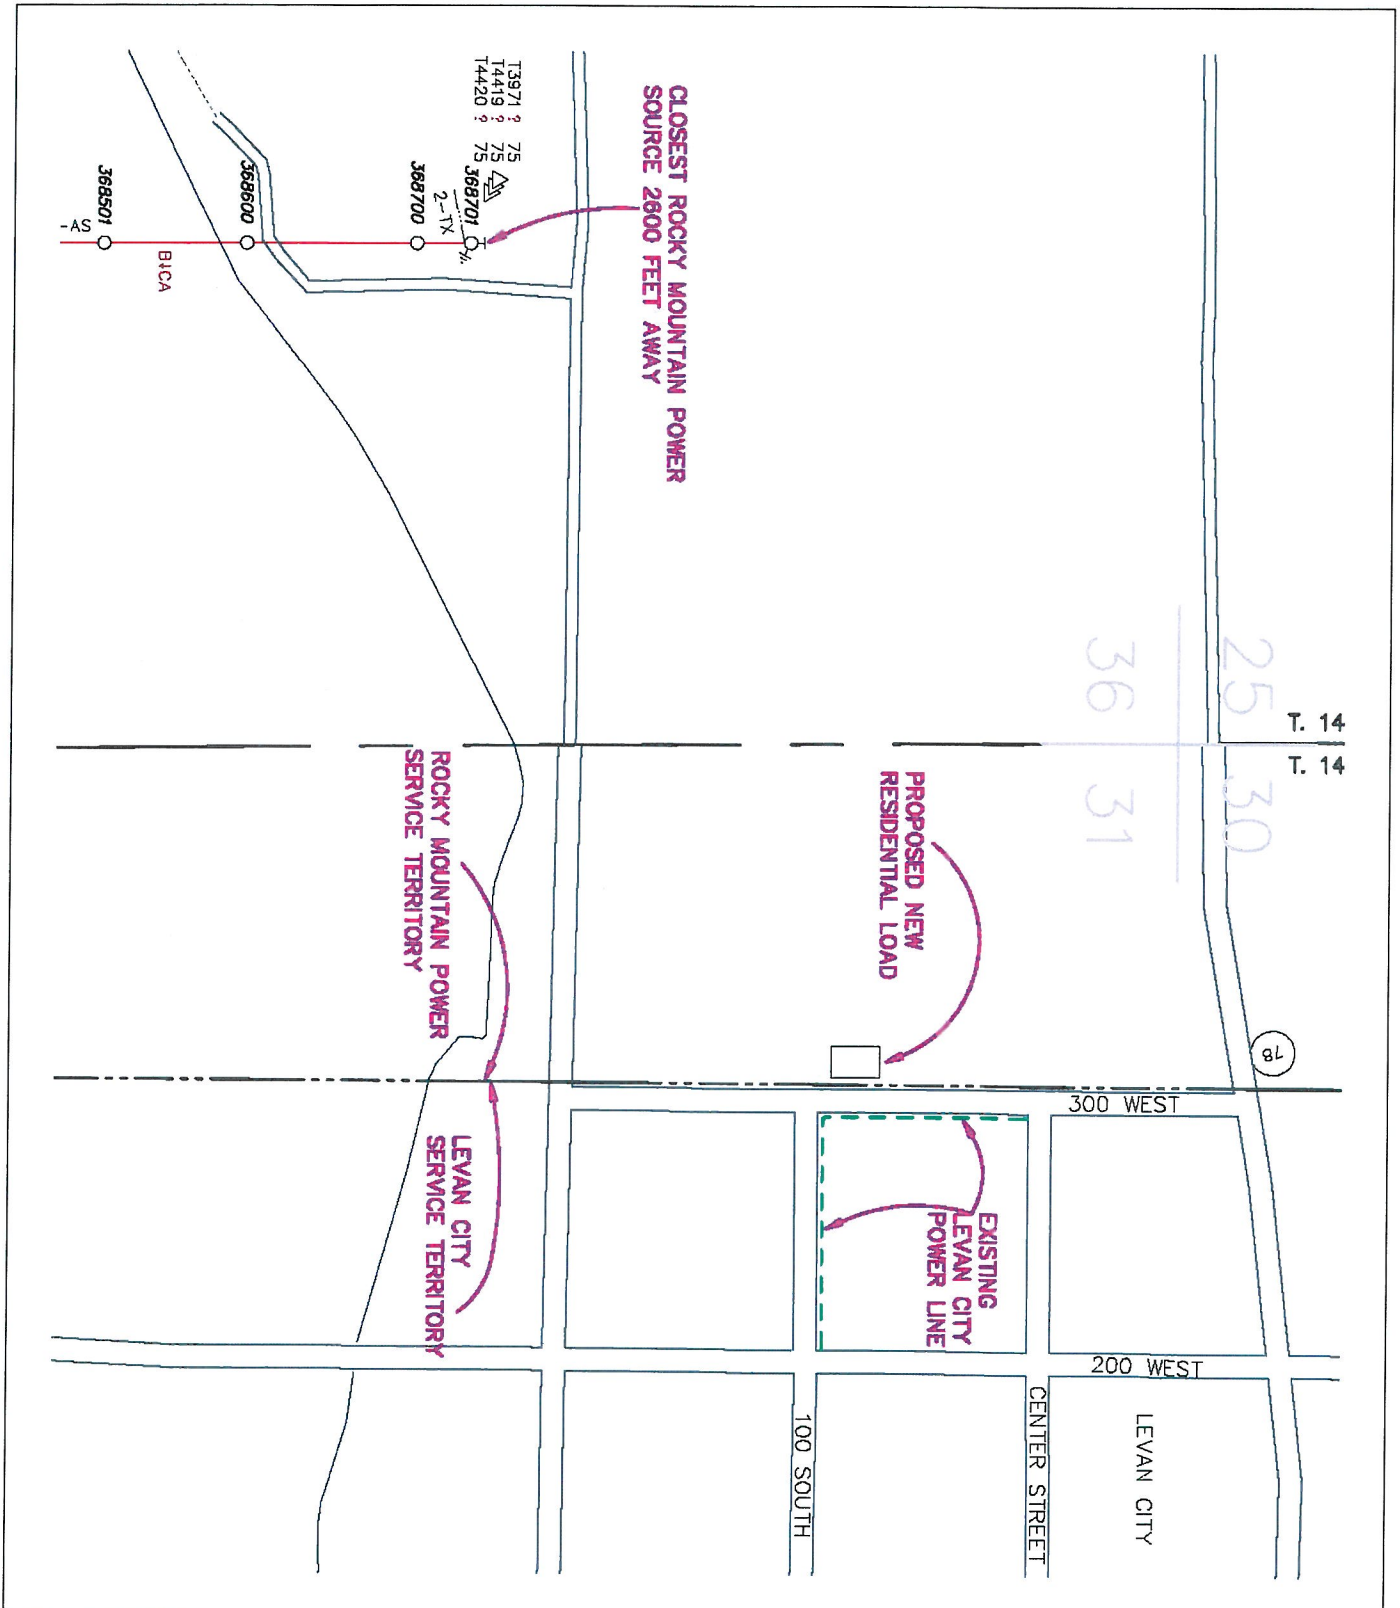 T. 14
T. 14
25
30
36
31
78
CLOSEST ROCKY MOUNTAIN POWER
SOURCE 2600 FEET AWAY
T3971 ? 75
T4419 ? 75
T4420 ? 75
368701
2-TX
368700
368600
368501
-AS
B+CA
PROPOSED NEW
RESIDENTIAL LOAD
ROCKY MOUNTAIN POWER
SERVICE TERRITORY
LEVAN CITY
SERVICE TERRITORY
EXISTING
LEVAN CITY
POWER LINE
300 WEST
200 WEST
LEVAN CITY
CENTER STREET
100 SOUTH